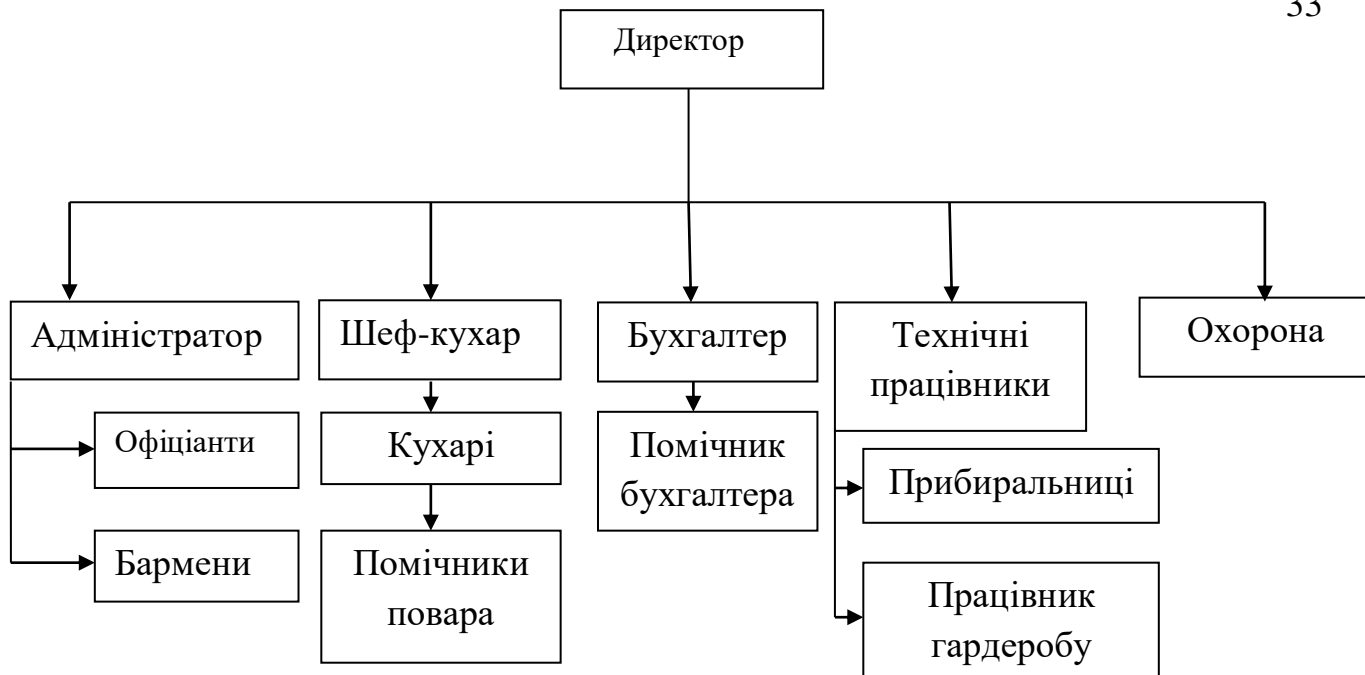 33
Директор
Адміністратор
Шеф-кухар
Бухгалтер
Технічні
працівники
Охорона
Офіціанти
Кухарі
Помічник
бухгалтера
Прибиральниці
Бармени
Помічники
повара
Працівник
гардеробу